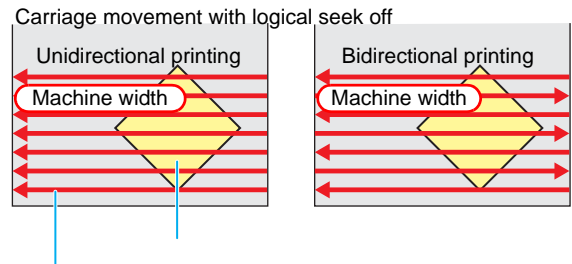 Carriage movement with logical seek off
Unidirectional printing
Bidirectional printing
Machine width
Machine width